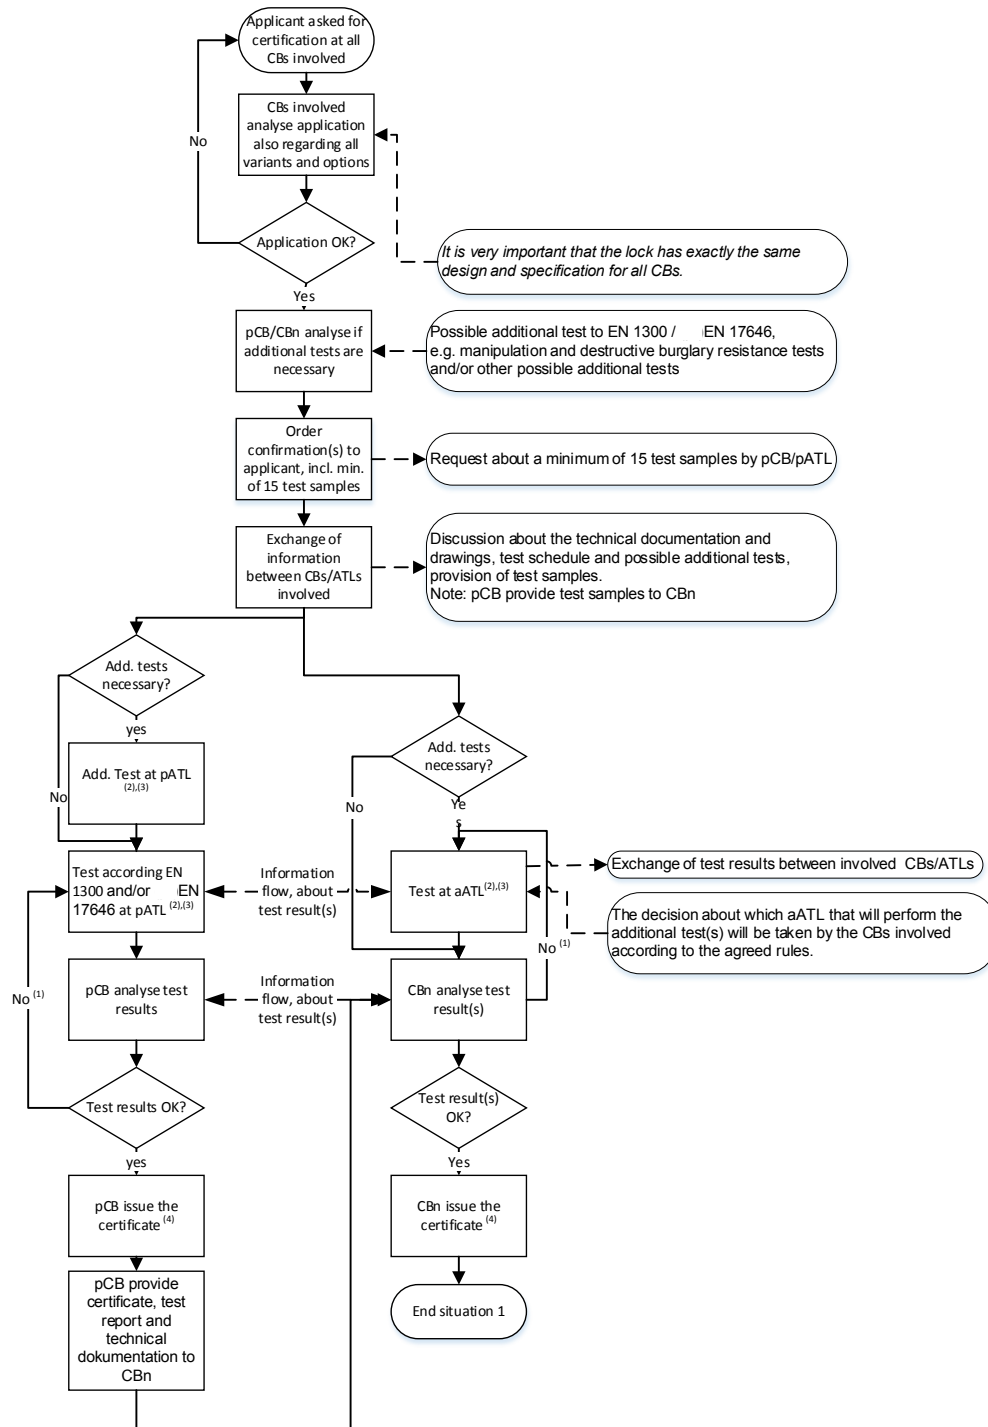 Applicant asked for
certification at all
CBs involved
CBs involved
analyse application
also regarding all
variants and options
No
Application OK?
It is very important that the lock has exactly the same
design and specification for all CBs.
Yes
pCB/CBn analyse if
additional tests are
necessary
Possible additional test to EN 1300 / EN 17646,
e.g. manipulation and destructive burglary resistance tests
and/or other possible additional tests
Order
confirmation(s) to
applicant, incl. min.
of 15 test samples
Request about a minimum of 15 test samples by pCB/pATL
Exchange of
information
between CBs/ATLs
involved
Discussion about the technical documentation and
drawings, test schedule and possible additional tests,
provision of test samples.
Note: pCB provide test samples to CBn
Add. tests
necessary?
yes
Add. Test at pATL
(2),(3)
No
Add. tests
necessary?
No
Ye
s
Test according EN
1300 and/or EN
17646 at pATL (2),(3)
Information
flow, about
test result(s)
Test at aATL(2),(3)
Exchange of test results between involved CBs/ATLs
The decision about which aATL that will perform the
additional test(s) will be taken by the CBs involved
according to the agreed rules.
No (1)
No (1)
pCB analyse test
results
Information
flow, about
test result(s)
CBn analyse test
result(s)
Test results OK?
Test result(s)
OK?
yes
Yes
pCB issue the
certificate (4)
CBn issue the
certificate (4)
pCB provide
certificate, test
report and
technical
dokumentation to
CBn
End situation 1